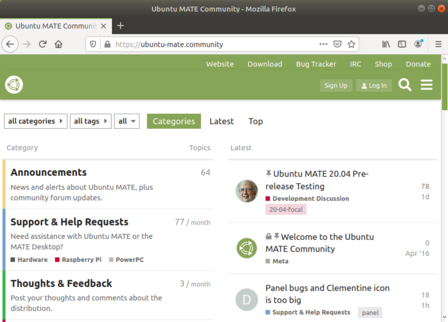 Ubuntu MATE Community - Mozilla Firefox
Ubuntu MATE Communit
https://ubuntu-mate.community
Website Download Bug Tracker IRC Shop Donate
Sign Up Log In
all categories all tags all Categories Latest Top
Category Topics
Announcements 64
News and alerts about Ubuntu MATE, plus
community forum updates.
Support & Help Requests 77 / month
Need assistance with Ubuntu MATE or the
MATE Desktop?
Hardware Raspberry Pi PowerPC
Thoughts & Feedback 3 / month
Post your thoughts and comments about the
distribution.
Latest
Ubuntu MATE 20.04 Pre-
release Testing 78
Development Discussion 1d
20-04-focal
Welcome to the Ubuntu
MATE Community 0
Meta Apr '16
D
Panel bugs and Clementine icon
is too big 18
Support & Help Requests panel 1h